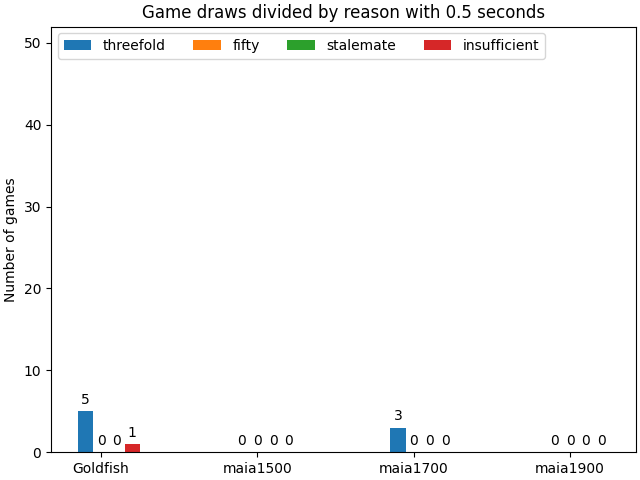 Game draws divided by reason with 0.5 seconds
threefold fifty stalemate insufficient
Number of games
50
40
30
20
10
0
5 0 0 1
0 0 0 0
3 0 0 0
0 0 0 0
Goldfish maia1500 maia1700 maia1900